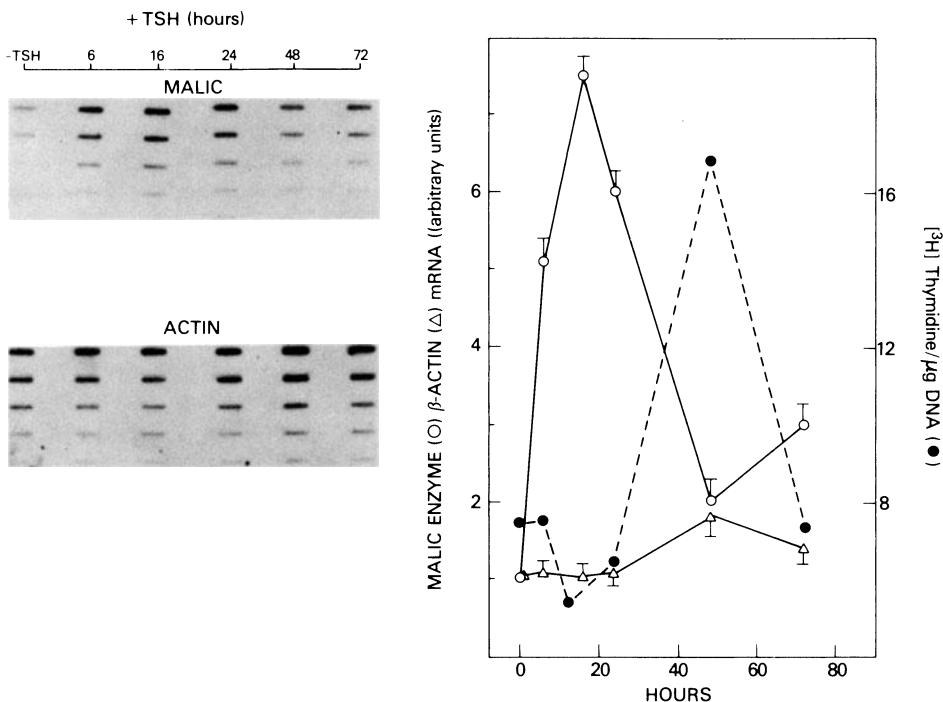 + TSH (hours)
-TSH 6 16 24 48 72
MALIC
ACTIN
MALIC ENZYME (○) β-ACTIN (△) mRNA ((arbitrary units)
6
4
2
16
12
8
[³H] Thymidine/µg DNA (●)
0 20 40 60 80
HOURS